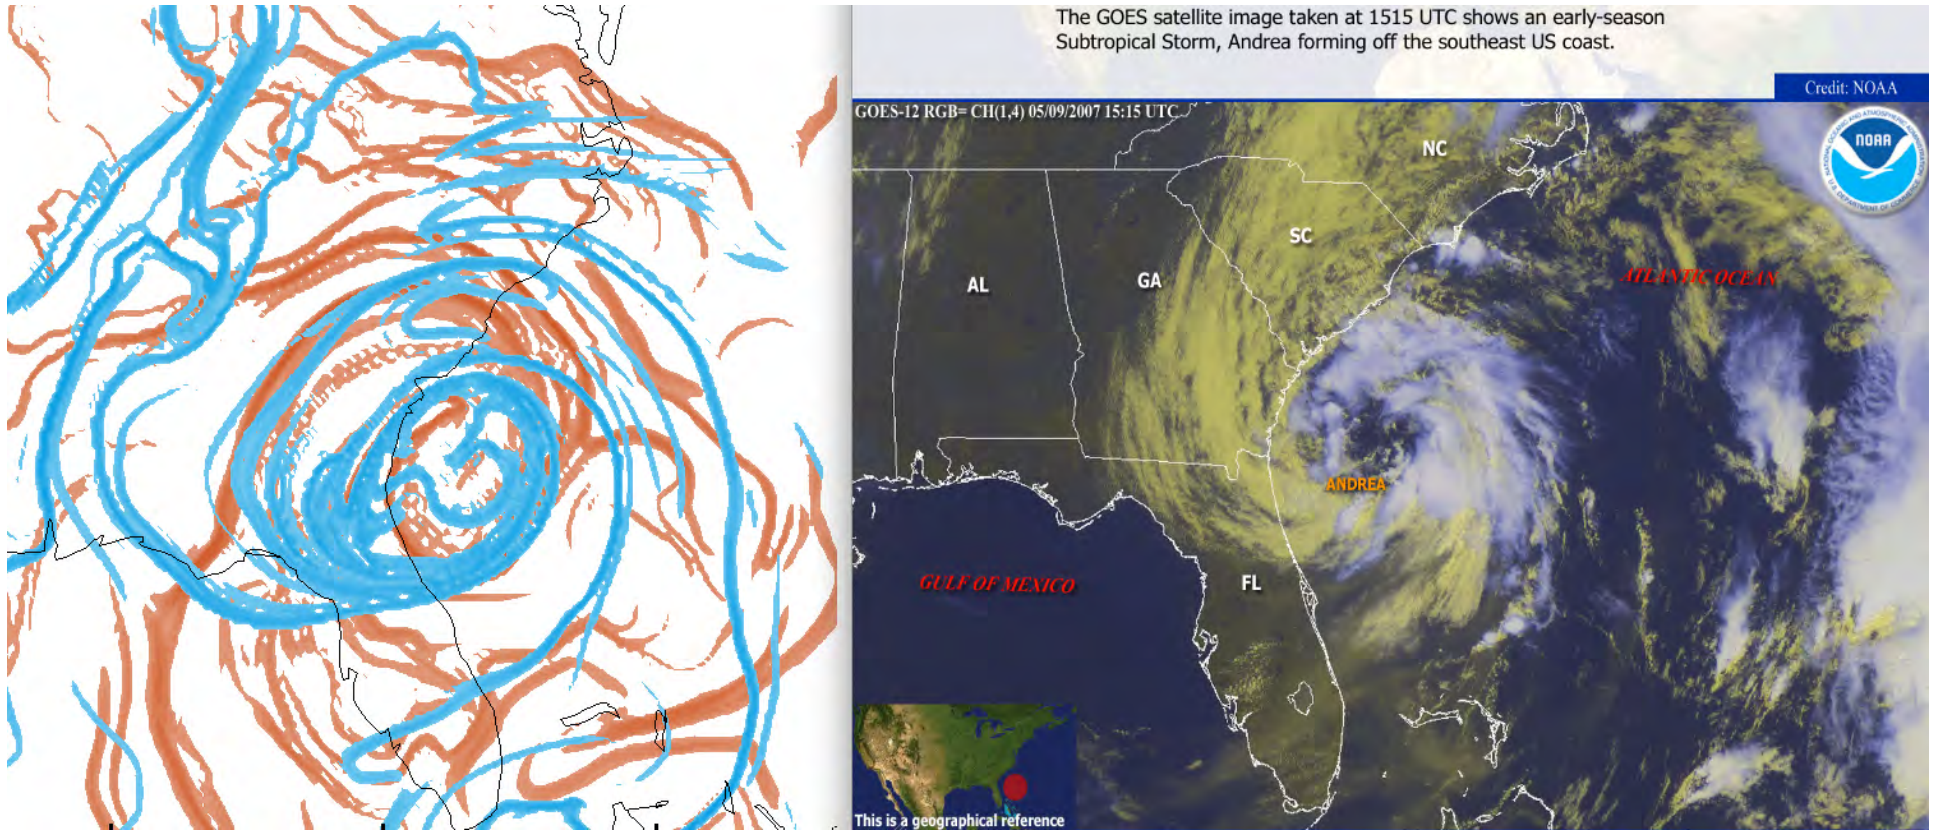 The GOES satellite image taken at 1515 UTC shows an early-season
Subtropical Storm, Andrea forming off the southeast US coast.
Credit: NOAA
GOES-12 RGB= CH(1,4) 05/09/2007 15:15 UTC
NOAA
NC
SC
ATLANTIC OCEAN
AL
GA
ANDREA
GULF OF MEXICO
FL
This is a geographical reference